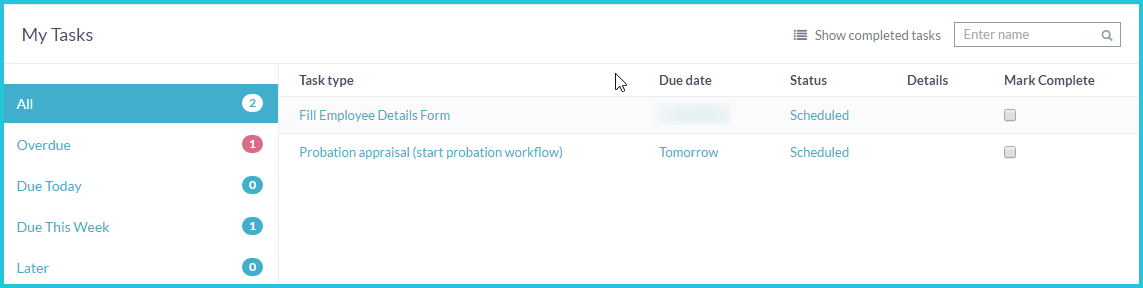 My Tasks
Show completed tasks
Enter name
Task type Due date Status Details Mark Complete
All 2
Fill Employee Details Form Scheduled
Overdue 1
Probation appraisal (start probation workflow) Tomorrow Scheduled
Due Today 0
Due This Week 1
Later 0